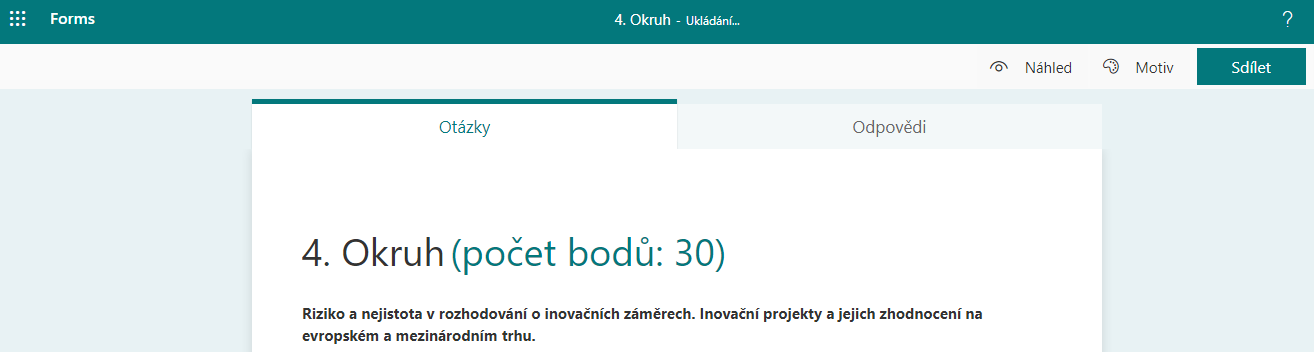 Forms
4. Okruh - Ukládání...
?
Náhled
Motiv
Sdílet
Otázky
Odpovědi
4. Okruh (počet bodů: 30)
Riziko a nejistota v rozhodování o inovačních záměrech. Inovační projekty a jejich zhodnocení na
evropském a mezinárodním trhu.